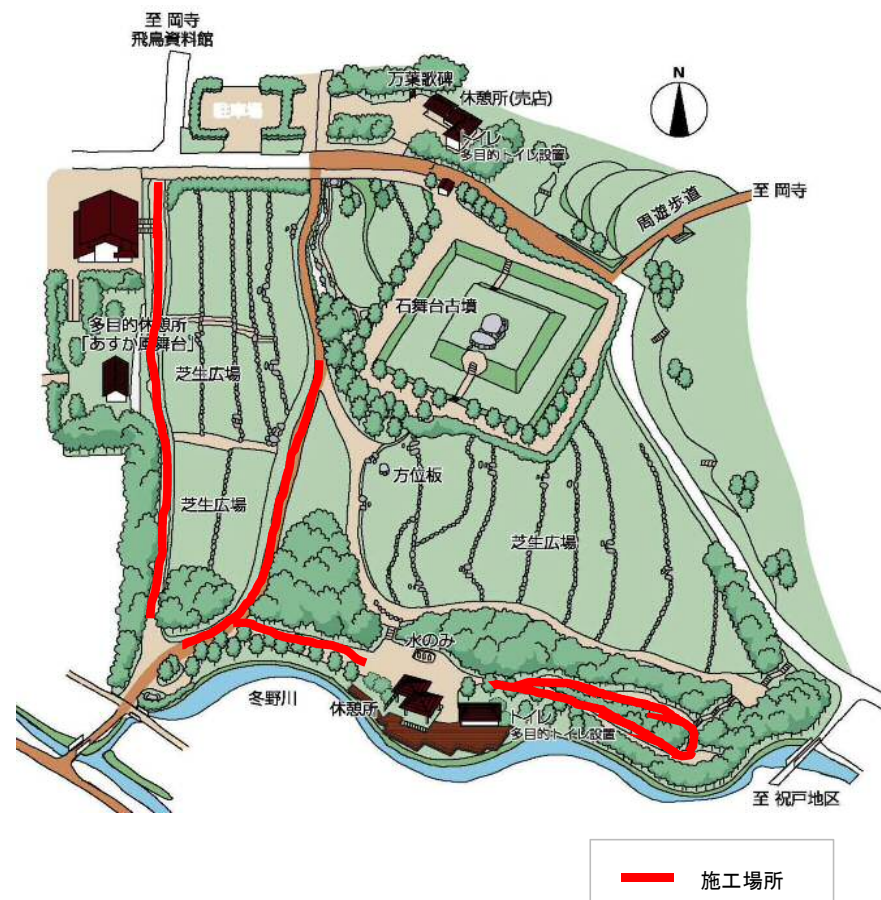 至 岡寺
飛鳥資料館
万葉歌碑
休憩所(売店)
駐車場
トイレ
多目的トイレ設置
N
至 岡寺
周遊歩道
石舞台古墳
多目的休憩所
「あすか風舞台」
芝生広場
方位板
芝生広場
芝生広場
水のみ
冬野川
休憩所
トイレ
多目的トイレ設置
至 祝戸地区
施工場所